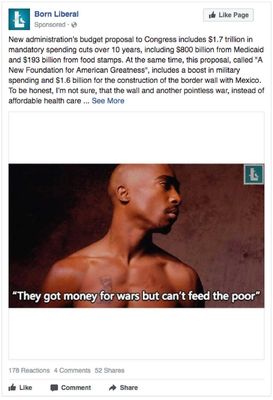 Born Liberal
Sponsored ·
Like Page
New administration's budget proposal to Congress includes $1.7 trillion in
mandatory spending cuts over 10 years, including $800 billion from Medicaid
and $193 billion from food stamps. At the same time, this proposal, called "A
New Foundation for American Greatness", includes a boost in military
spending and $1.6 billion for the construction of the border wall with Mexico.
To be honest, I'm not sure, that the wall and another pointless war, instead of
affordable health care ... See More
"They got money for wars but can't feed the poor"
178 Reactions 4 Comments 52 Shares
Like Comment Share